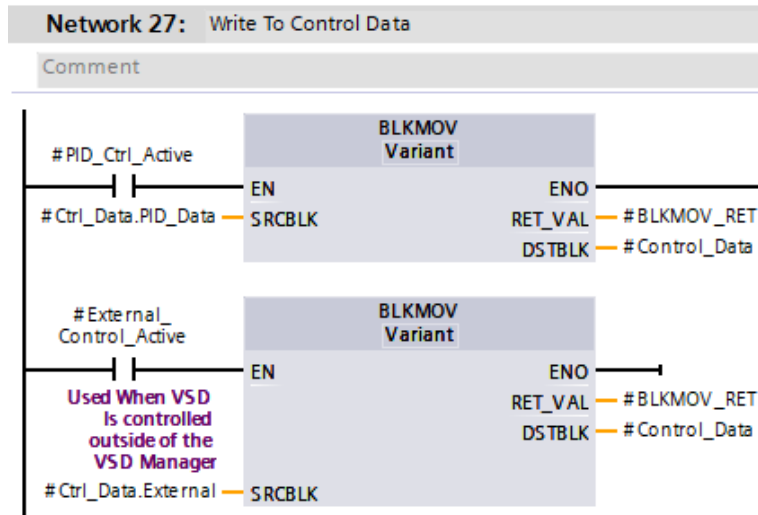 Network 27: Write To Control Data
Comment
#PID_Ctrl_Active
BLKMOV
Variant
EN
ENO
#Ctrl_Data.PID_Data
SRCBLK
RET_VAL
#BLKMOV_RET
DSTBLK
#Control_Data
#External_
Control_Active
BLKMOV
Variant
EN
ENO
Used When VSD
Is controlled
outside of the
VSD Manager
RET_VAL
#BLKMOV_RET
DSTBLK
#Control_Data
#Ctrl_Data.External
SRCBLK